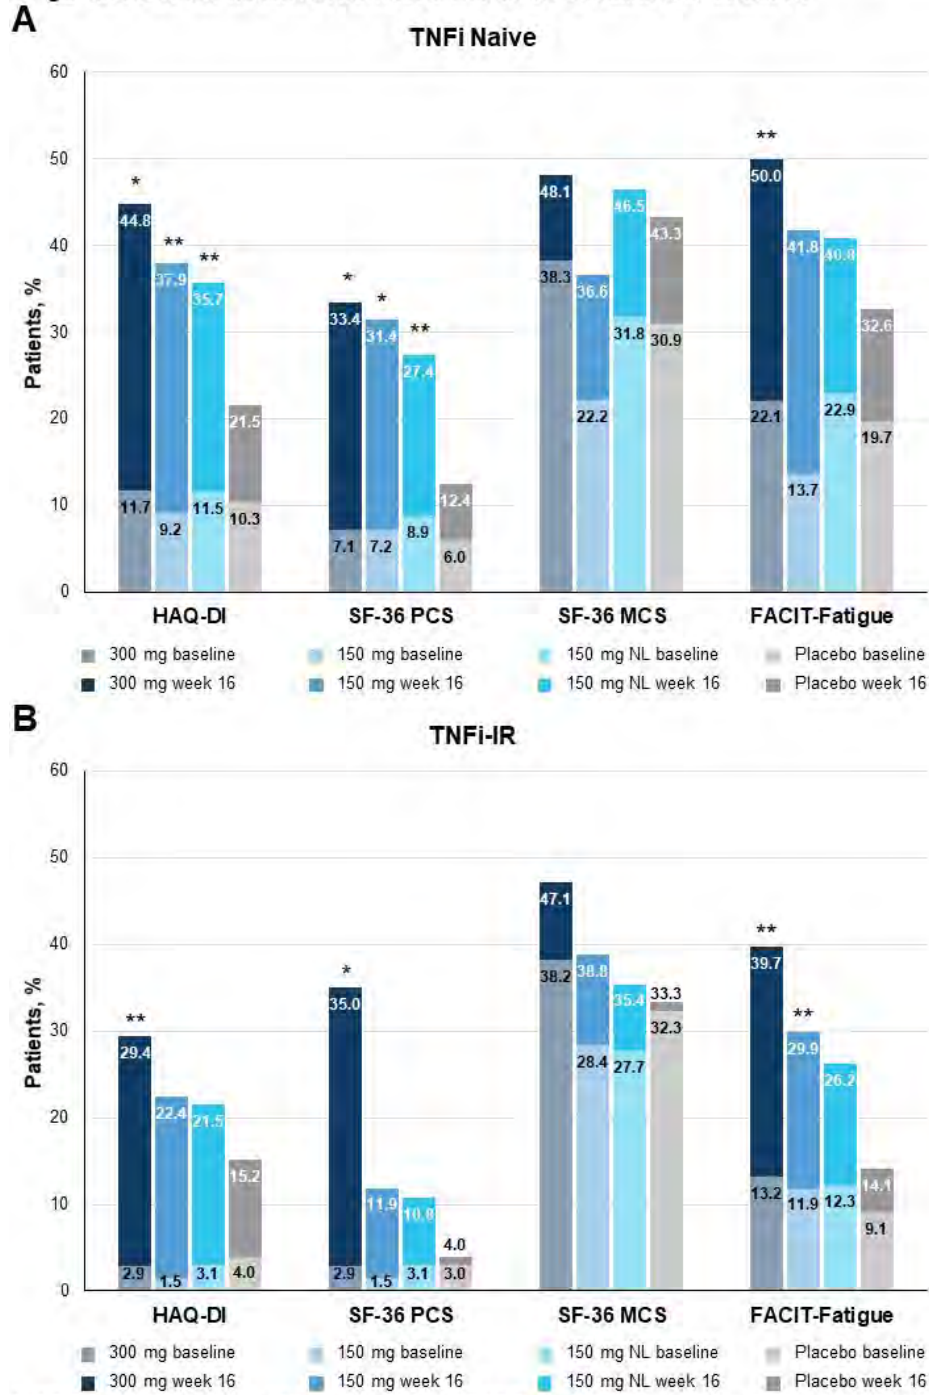 A
TNFi Naive
Patients, %
60
50
40
30
20
10
0
* ** **
44.8 37.9 35.7 21.5
11.7 9.2 11.5 10.3
* * **
33.4 31.4 27.4 12.4
7.1 7.2 8.9 6.0
48.1 36.6 46.5 43.3
38.3 22.2 31.8 30.9
**
50.0 41.8 40.8 32.6
22.1 13.7 22.9 19.7
HAQ-DI SF-36 PCS SF-36 MCS FACIT-Fatigue
300 mg baseline 150 mg baseline 150 mg NL baseline Placebo baseline
300 mg week 16 150 mg week 16 150 mg NL week 16 Placebo week 16
B
TNFi-IR
Patients, %
60
50
40
30
20
10
0
**
29.4 22.4 21.5 15.2
2.9 1.5 3.1 4.0
*
35.0 11.9 10.8 4.0
2.9 1.5 3.1 3.0
47.1 38.8 35.4 33.3
38.2 28.4 27.7 32.3
** **
39.7 29.9 26.2 14.1
13.2 11.9 12.3 9.1
HAQ-DI SF-36 PCS SF-36 MCS FACIT-Fatigue
300 mg baseline 150 mg baseline 150 mg NL baseline Placebo baseline
300 mg week 16 150 mg week 16 150 mg NL week 16 Placebo week 16